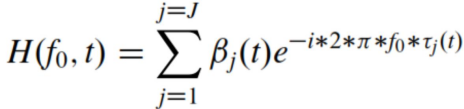 H(f₀, t) = ∑_{j=1}^{j=J} βⱼ(t)e^{−i∗2∗π∗f₀∗τⱼ(t)}